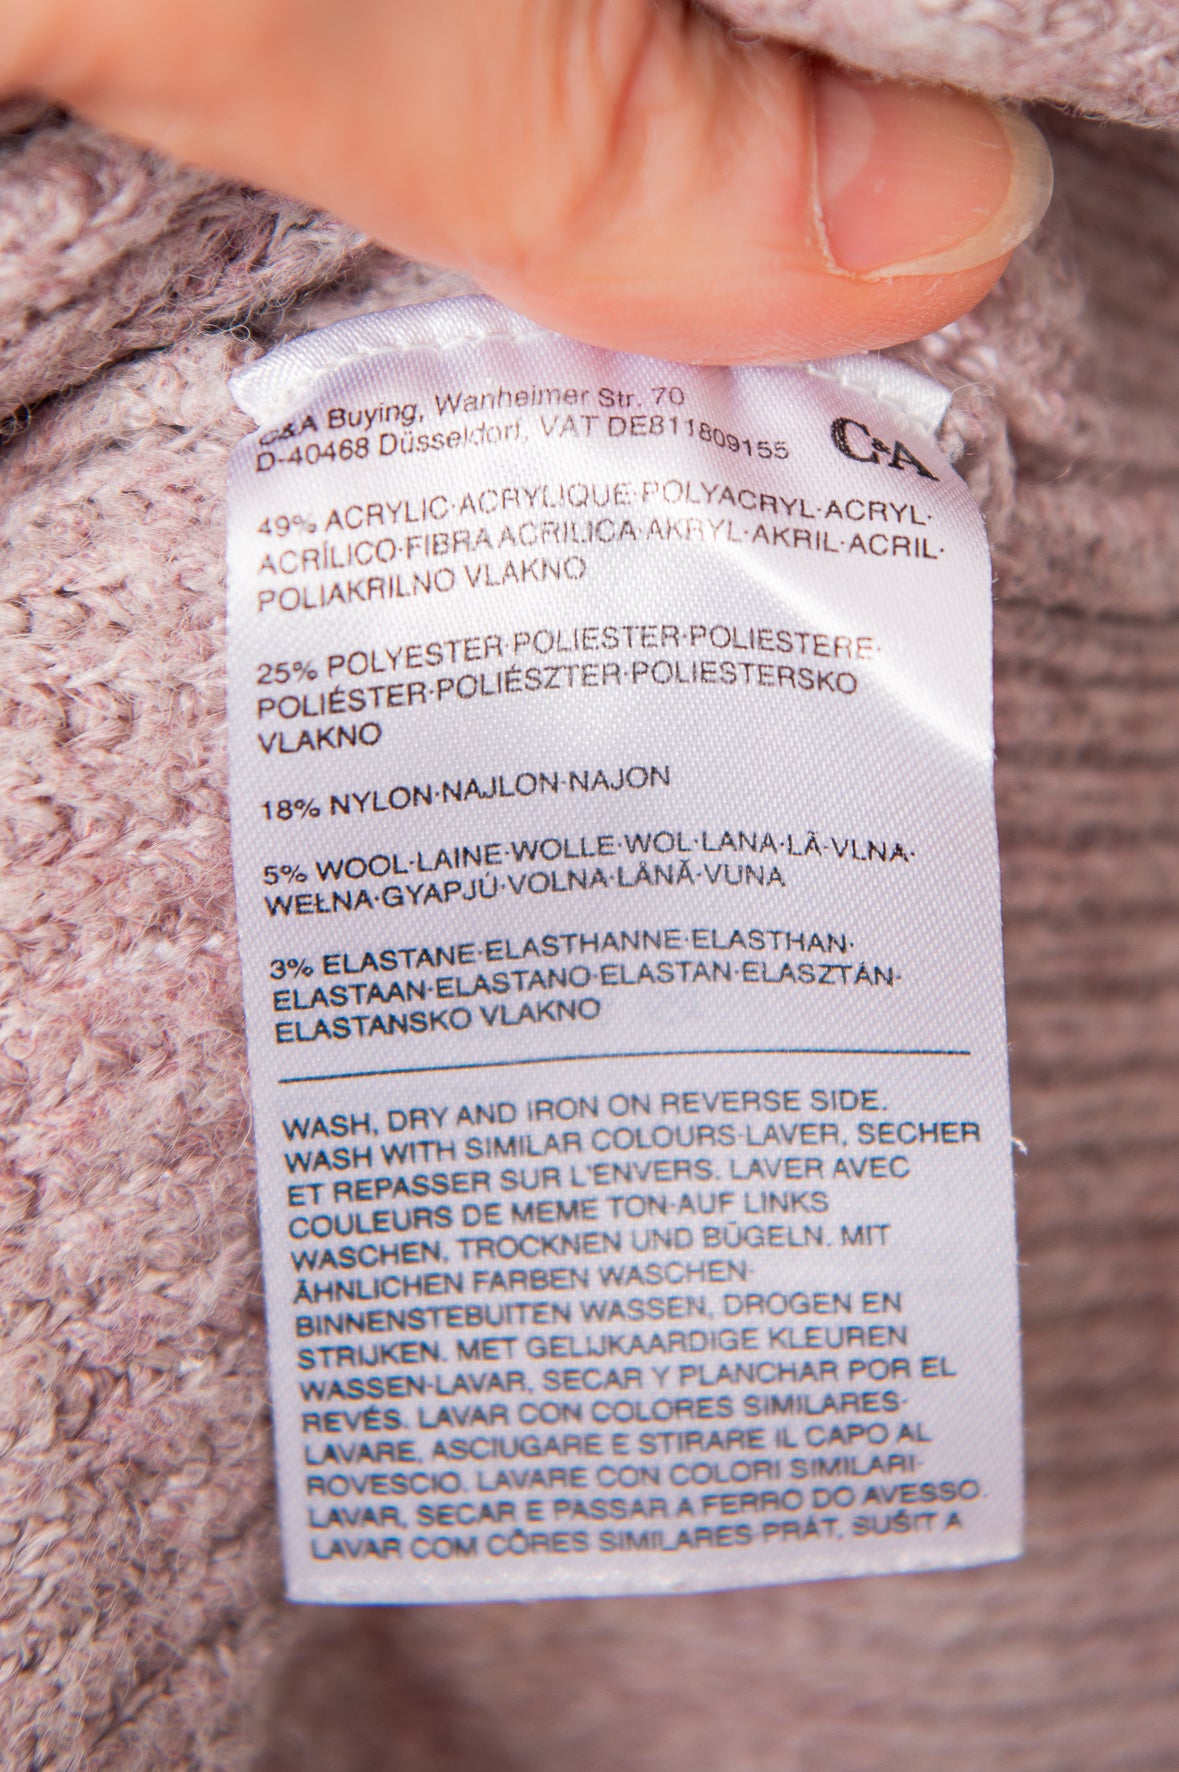 C&A Buying, Wanheimer Str. 70
D-40468 Düsseldorf, VAT DE811809155
C&A
49% ACRYLIC·ACRYLIQUE·POLYACRYL·ACRYL·
ACRÍLICO·FIBRA ACRILICA·AKRYL·AKRIL·ACRIL·
POLIAKRILNO VLAKNO
25% POLYESTER·POLIESTER·POLIESTERE·
POLIÉSTER·POLIÉSZTER·POLIESTERSKO
VLAKNO
18% NYLON·NAJLON·NAJON
5% WOOL·LAINE·WOLLE·WOL·LANA·LÃ·VLNA·
WEŁNA·GYAPJÚ·VOLNA·LÂNĂ·VUNA
3% ELASTANE·ELASTHANNE·ELASTHAN·
ELASTAAN·ELASTANO·ELASTAN·ELASZTÁN·
ELASTANSKO VLAKNO
WASH, DRY AND IRON ON REVERSE SIDE.
WASH WITH SIMILAR COLOURS·LAVER, SECHER
ET REPASSER SUR L'ENVERS. LAVER AVEC
COULEURS DE MEME TON·AUF LINKS
WASCHEN, TROCKNEN UND BÜGELN. MIT
ÄHNLICHEN FARBEN WASCHEN·
BINNENSTEBUITEN WASSEN, DROGEN EN
STRIJKEN. MET GELIJKAARDIGE KLEUREN
WASSEN·LAVAR, SECAR Y PLANCHAR POR EL
REVÉS. LAVAR CON COLORES SIMILARES·
LAVARE, ASCIUGARE E STIRARE IL CAPO AL
ROVESCIO. LAVARE CON COLORI SIMILARI·
LAVAR, SECAR E PASSAR A FERRO DO AVESSO.
LAVAR COM CÔRES SIMILARES·PRÁT, SUŠIT A